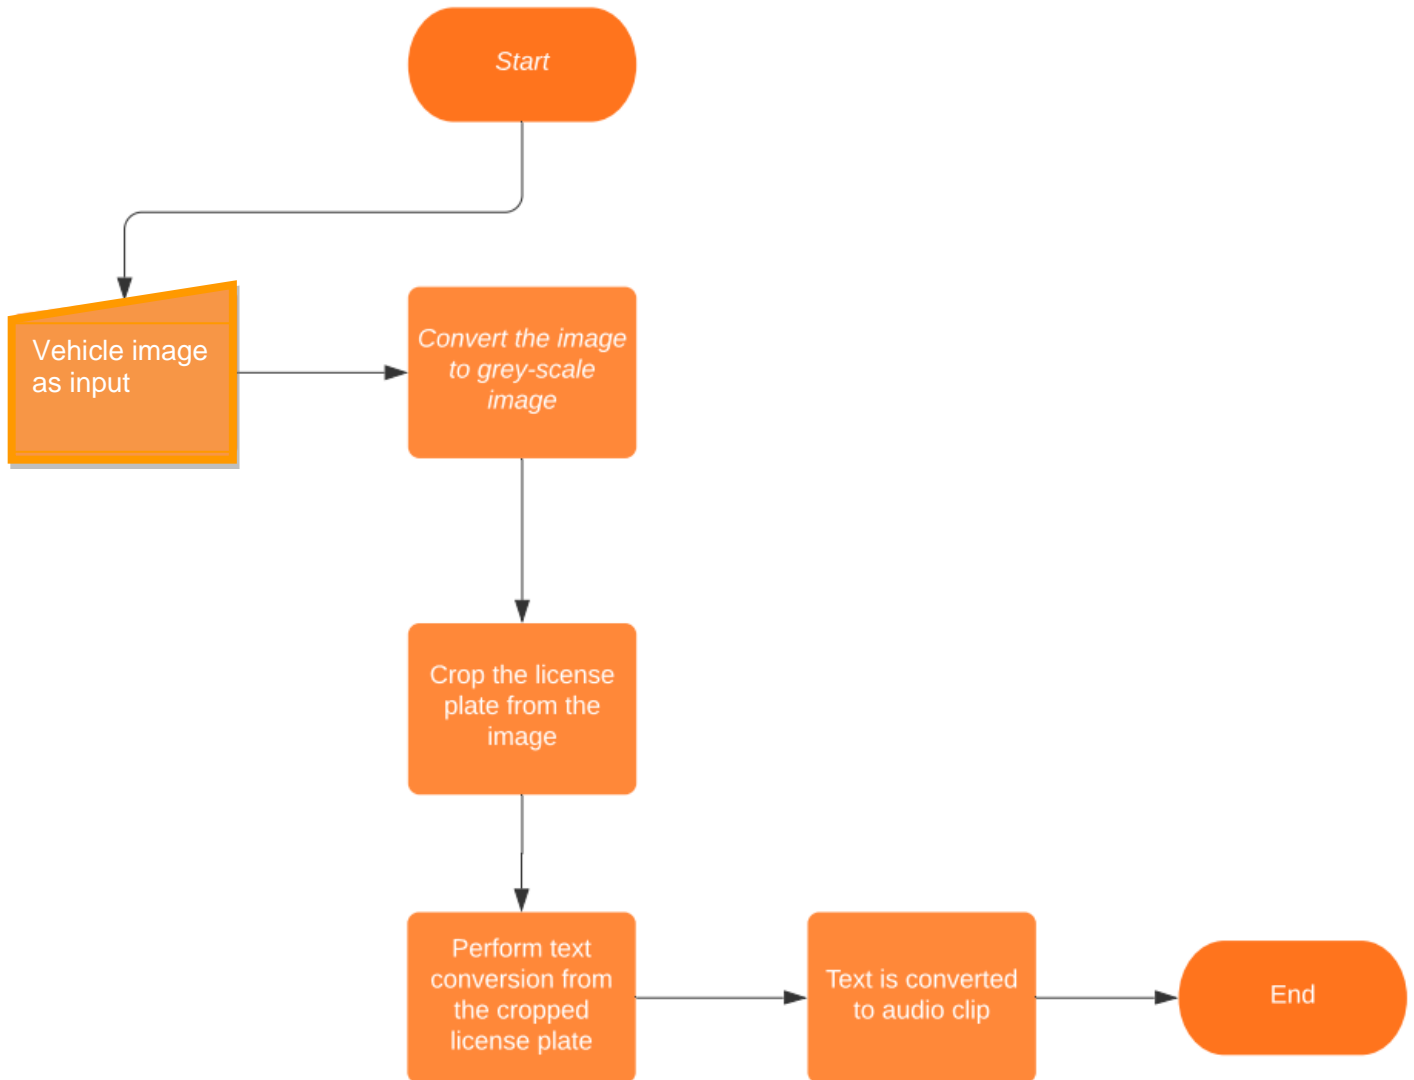 Start
Vehicle image
as input
Convert the image
to grey-scale
image
Crop the license
plate from the
image
Perform text
conversion from
the cropped
license plate
Text is converted
to audio clip
End